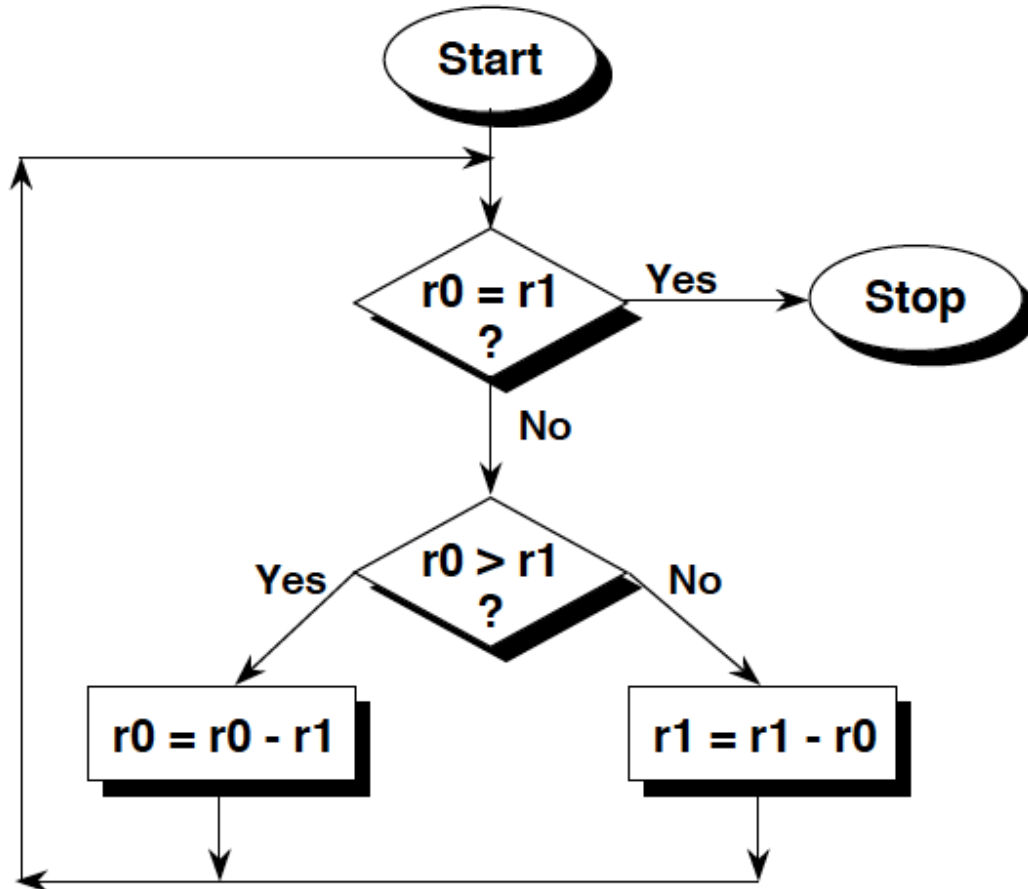 Start
r0 = r1
?
Yes
Stop
No
r0 > r1
?
Yes
No
r0 = r0 - r1
r1 = r1 - r0